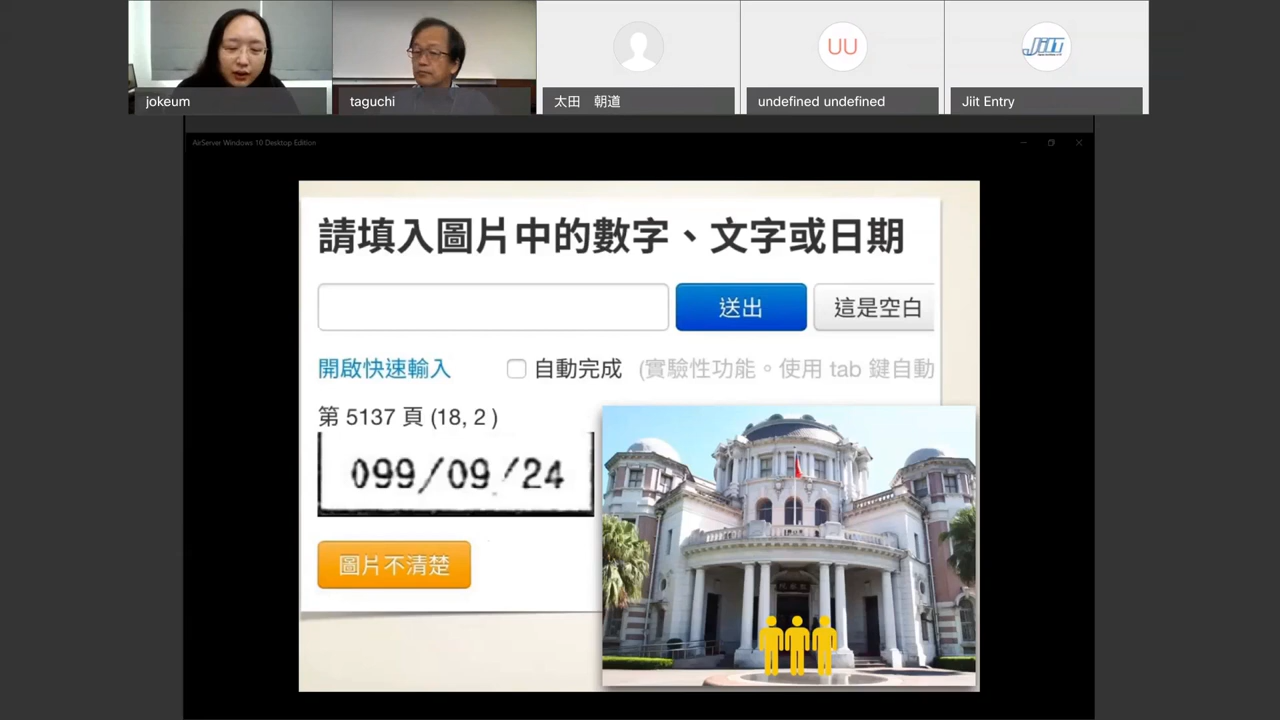 jokeum
taguchi
太田　朝道
UU
undefined undefined
JiIT
Jiit Entry
AirServer Windows 10 Desktop Edition
請填入圖片中的數字、文字或日期
送出
這是空白
開啟快速輸入
自動完成 (實驗性功能。使用 tab 鍵自動
第 5137 頁 (18, 2 )
099/09/24
圖片不清楚